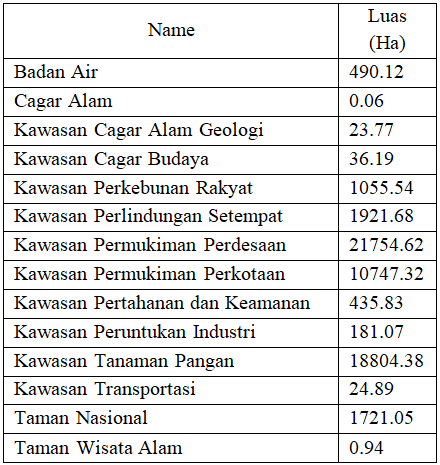 Name Luas
(Ha)
Badan Air 490.12
Cagar Alam 0.06
Kawasan Cagar Alam Geologi 23.77
Kawasan Cagar Budaya 36.19
Kawasan Perkebunan Rakyat 1055.54
Kawasan Perlindungan Setempat 1921.68
Kawasan Permukiman Perdesaan 21754.62
Kawasan Permukiman Perkotaan 10747.32
Kawasan Pertahanan dan Keamanan 435.83
Kawasan Peruntukan Industri 181.07
Kawasan Tanaman Pangan 18804.38
Kawasan Transportasi 24.89
Taman Nasional 1721.05
Taman Wisata Alam 0.94